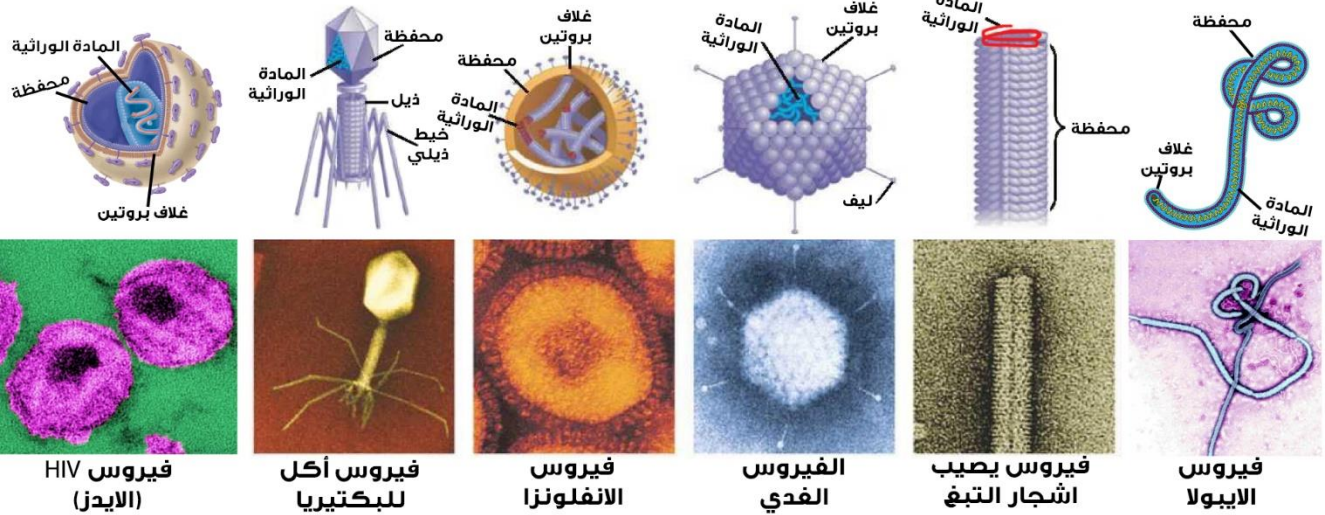 المادة الوراثية
محفظة
غلاف بروتين
محفظة
المادة
الوراثية
ذيل
خيط
ذيلي
غلاف
بروتين
محفظة
المادة
الوراثية
المادة
الوراثية
غلاف
بروتين
ليف
المادة
الوراثية
محفظة
محفظة
غلاف
بروتين
المادة
الوراثية
فيروس HIV
(الايدز)
فيروس أكل
للبكتيريا
فيروس
الانفلونزا
الفيروس
الغدي
فيروس يصيب
اشجار التبغ
فيروس
الايبولا